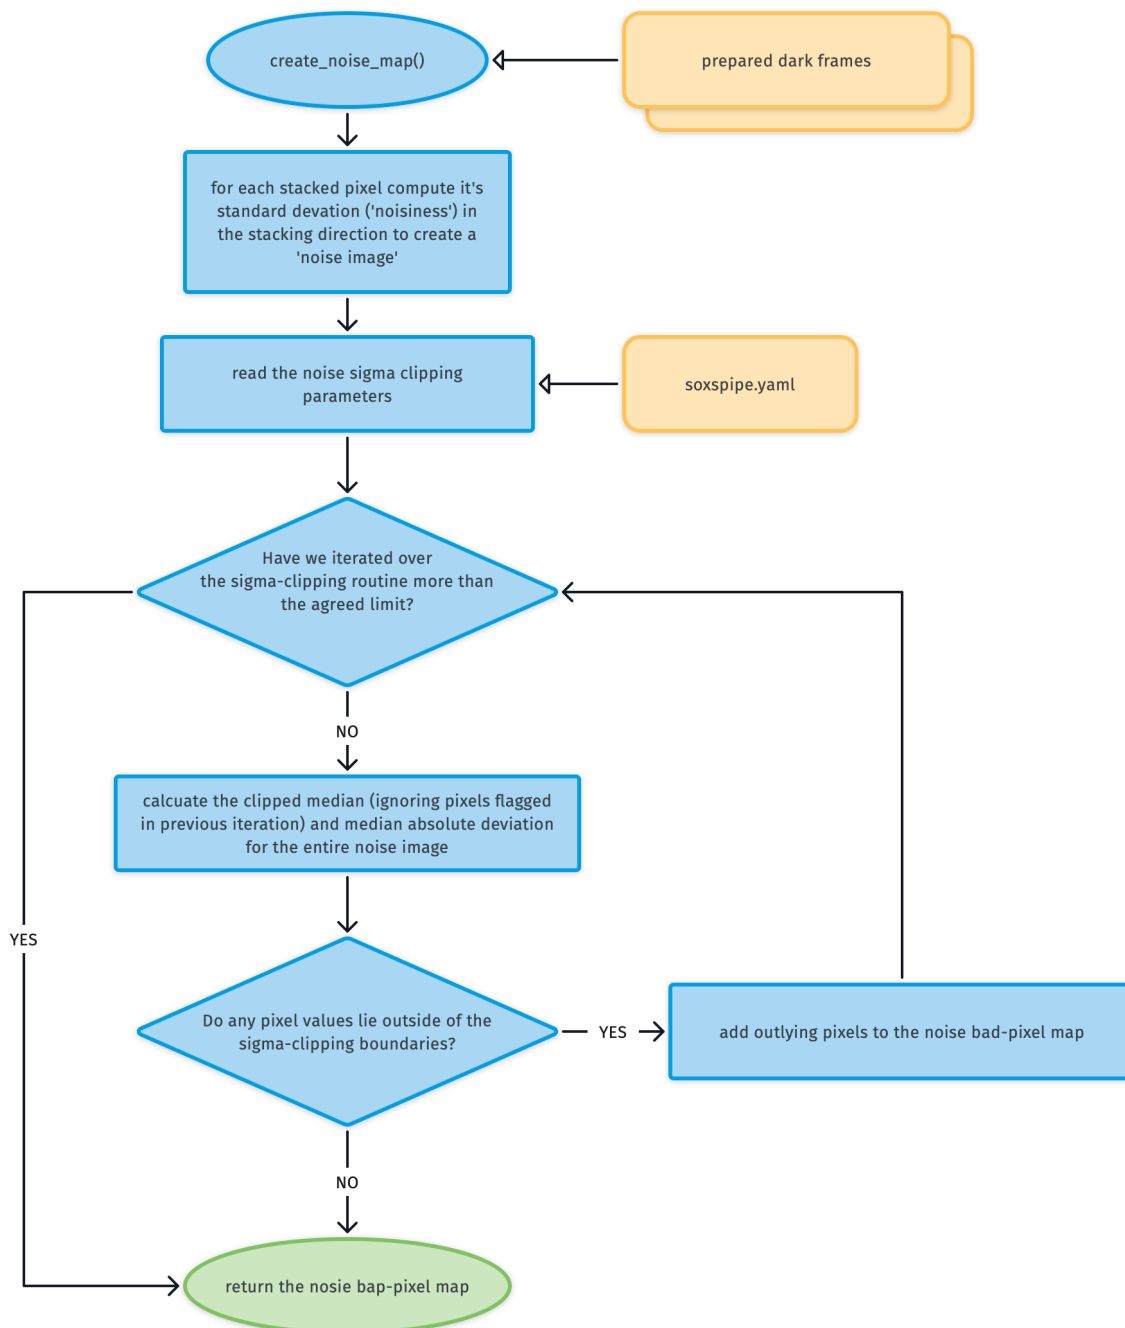 create_noise_map()
prepared dark frames
for each stacked pixel compute it's
standard devation ('noisiness') in
the stacking direction to create a
'noise image'
read the noise sigma clipping
parameters
soxspipe.yaml
Have we iterated over
the sigma-clipping routine more than
the agreed limit?
NO
calcuate the clipped median (ignoring pixels flagged
in previous iteration) and median absolute deviation
for the entire noise image
YES
Do any pixel values lie outside of the
sigma-clipping boundaries?
YES
add outlying pixels to the noise bad-pixel map
NO
return the nosie bap-pixel map